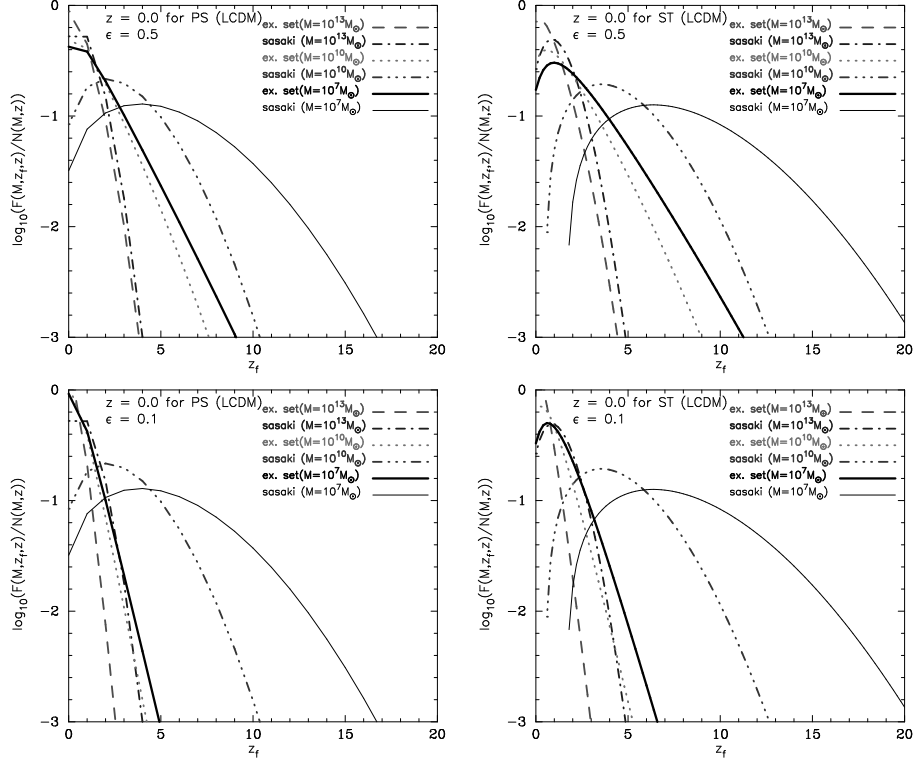 z = 0.0 for PS (LCDM)
ϵ = 0.5
ex. set(M=10¹³M⊙)
sasaki (M=10¹³M⊙)
ex. set(M=10¹⁰M⊙)
sasaki (M=10¹⁰M⊙)
ex. set(M=10⁷M⊙)
sasaki (M=10⁷M⊙)
log₁₀(F(M,z_f,z)/N(M,z))
0
−1
−2
−3
0 5 10 15 20
z_f
z = 0.0 for ST (LCDM)
ϵ = 0.5
ex. set(M=10¹³M⊙)
sasaki (M=10¹³M⊙)
ex. set(M=10¹⁰M⊙)
sasaki (M=10¹⁰M⊙)
ex. set(M=10⁷M⊙)
sasaki (M=10⁷M⊙)
log₁₀(F(M,z_f,z)/N(M,z))
0
−1
−2
−3
0 5 10 15 20
z_f
z = 0.0 for PS (LCDM)
ϵ = 0.1
ex. set(M=10¹³M⊙)
sasaki (M=10¹³M⊙)
ex. set(M=10¹⁰M⊙)
sasaki (M=10¹⁰M⊙)
ex. set(M=10⁷M⊙)
sasaki (M=10⁷M⊙)
log₁₀(F(M,z_f,z)/N(M,z))
0
−1
−2
−3
0 5 10 15 20
z_f
z = 0.0 for ST (LCDM)
ϵ = 0.1
ex. set(M=10¹³M⊙)
sasaki (M=10¹³M⊙)
ex. set(M=10¹⁰M⊙)
sasaki (M=10¹⁰M⊙)
ex. set(M=10⁷M⊙)
sasaki (M=10⁷M⊙)
log₁₀(F(M,z_f,z)/N(M,z))
0
−1
−2
−3
0 5 10 15 20
z_f